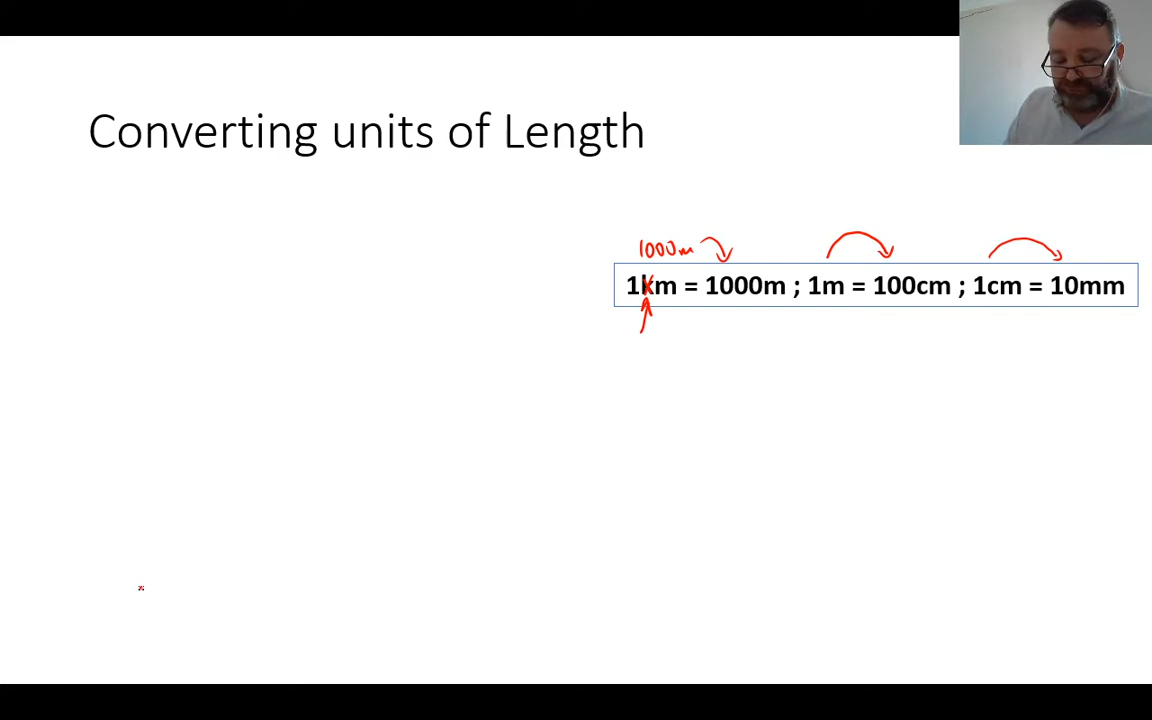 Converting units of Length
1000m
1km = 1000m ; 1m = 100cm ; 1cm = 10mm